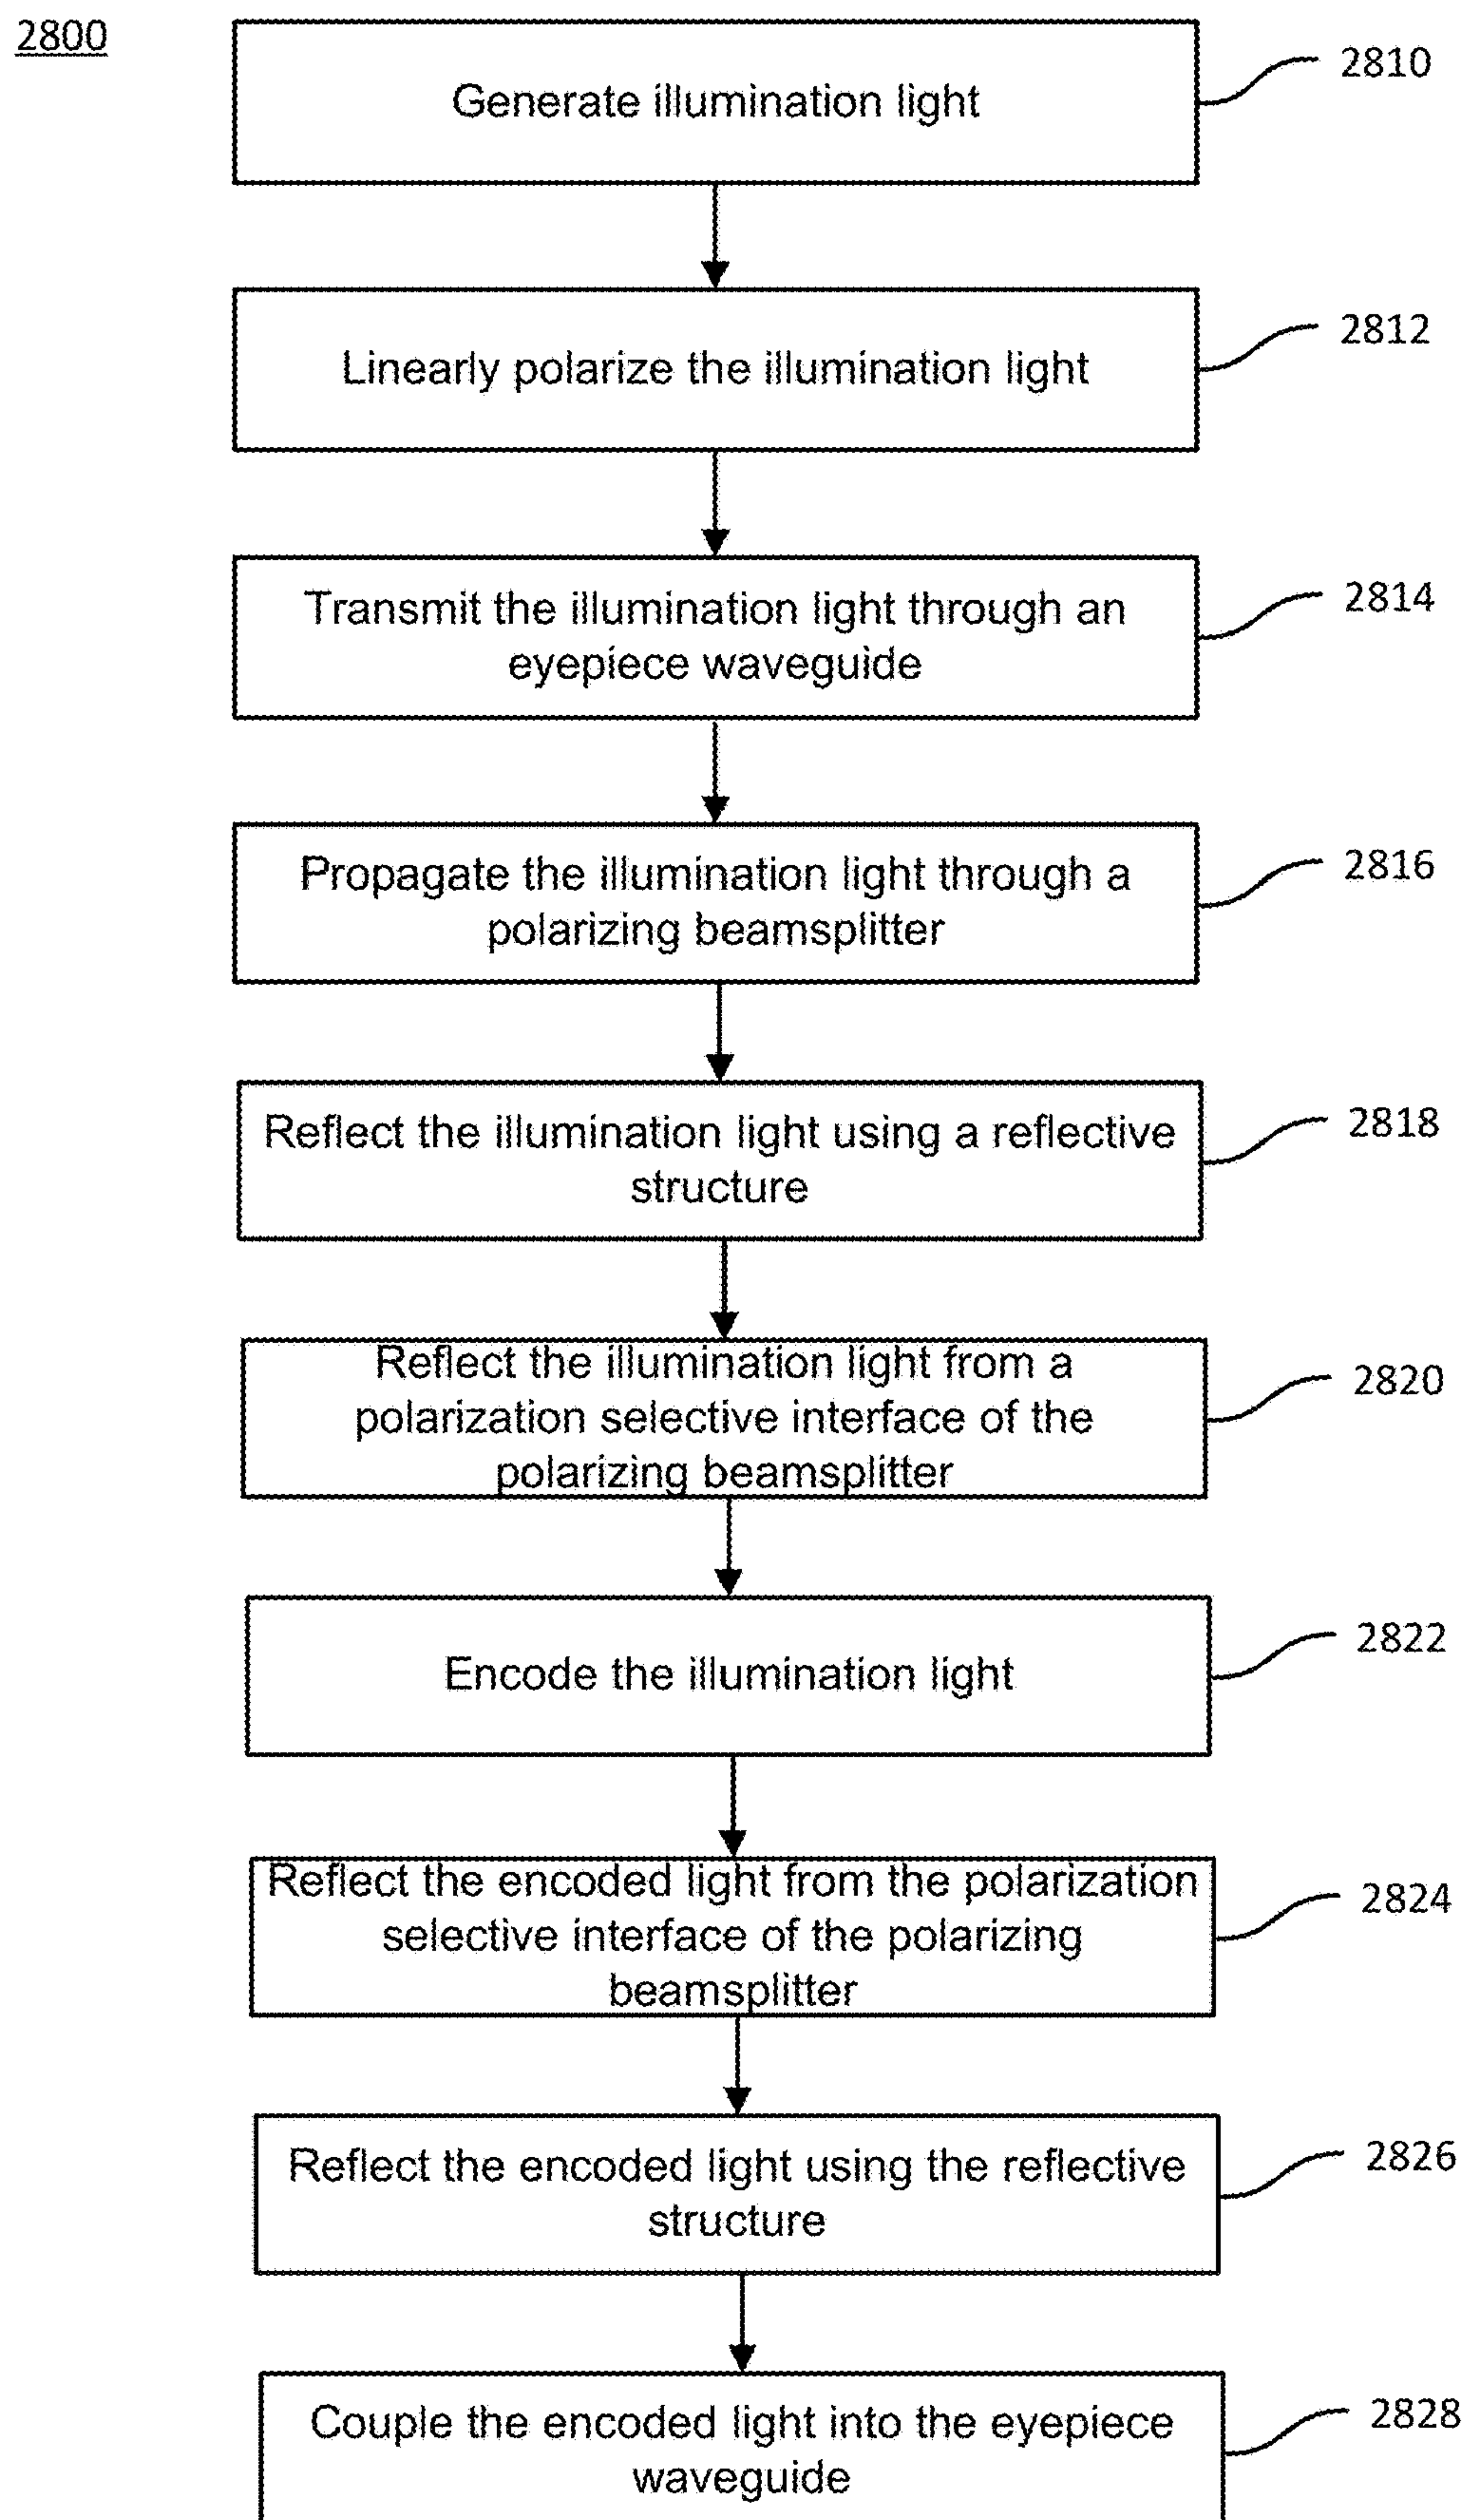 2800
Generate illumination light
2810
Linearly polarize the illumination light
2812
Transmit the illumination light through an
eyepiece waveguide
2814
Propagate the illumination light through a
polarizing beamsplitter
2816
Reflect the illumination light using a reflective
structure
2818
Reflect the illumination light from a
polarization selective interface of the
polarizing beamsplitter
2820
Encode the illumination light
2822
Reflect the encoded light from the polarization
selective interface of the polarizing
beamsplitter
2824
Reflect the encoded light using the reflective
structure
2826
Couple the encoded light into the eyepiece
waveguide
2828